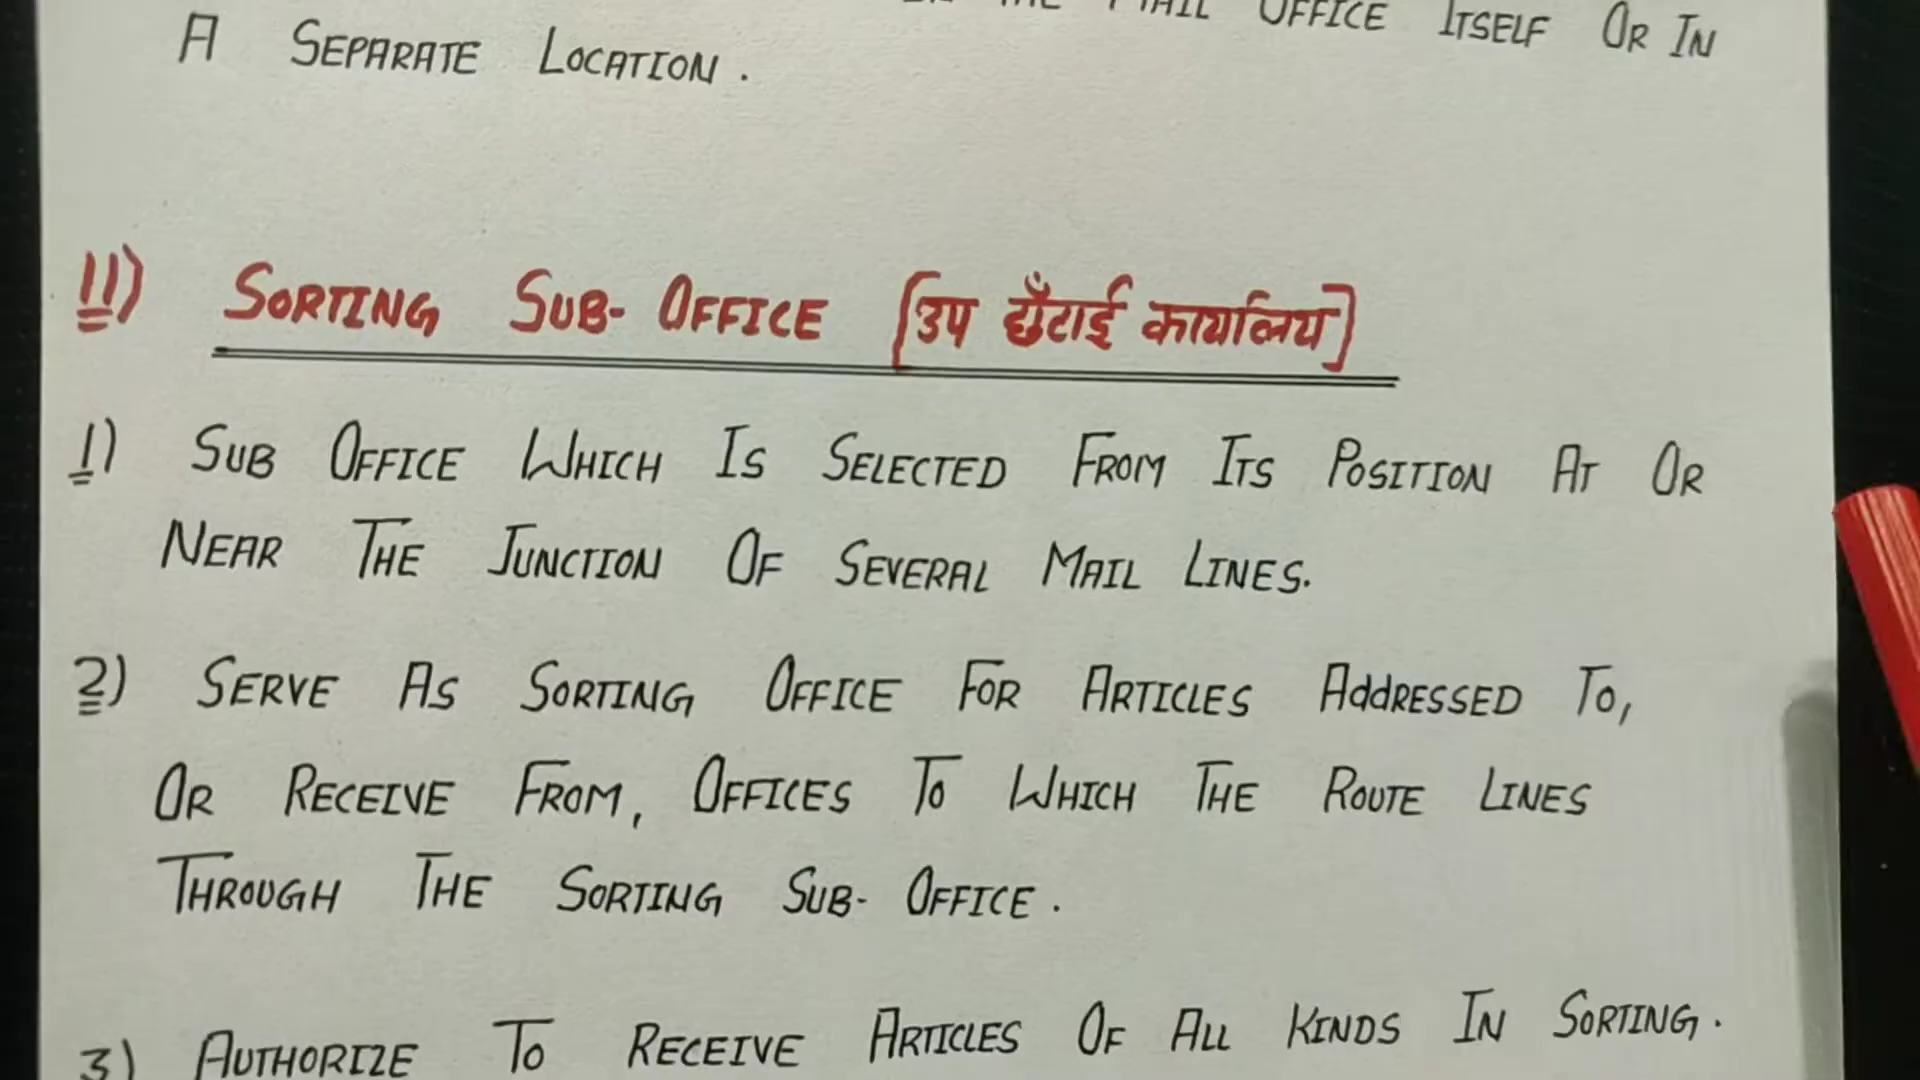 MAIL OFFICE ITSELF OR IN
A SEPARATE LOCATION.
11) SORTING SUB-OFFICE [उप छँटाई कार्यालय]
1) SUB OFFICE WHICH IS SELECTED FROM ITS POSITION AT OR
NEAR THE JUNCTION OF SEVERAL MAIL LINES.
2) SERVE AS SORTING OFFICE FOR ARTICLES ADDRESSED TO,
OR RECEIVE FROM, OFFICES TO WHICH THE ROUTE LINES
THROUGH THE SORTING SUB-OFFICE.
3) AUTHORIZE TO RECEIVE ARTICLES OF ALL KINDS IN SORTING.